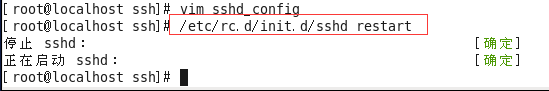 [root@localhost ssh]# vim sshd_config
[root@localhost ssh]# /etc/rc.d/init.d/sshd restart
停止 sshd： [确定]
正在启动 sshd： [确定]
[root@localhost ssh]#